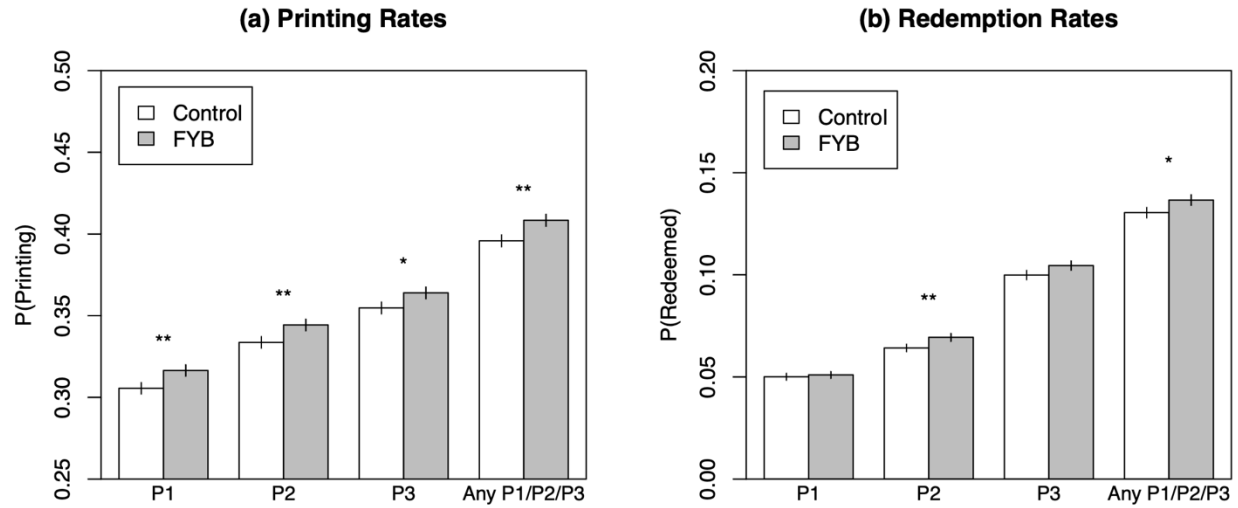 (a) Printing Rates
P(Printing)
0.50
0.45
0.40
0.35
0.30
0.25
Control
FYB
**
**
*
**
P1 P2 P3 Any P1/P2/P3
(b) Redemption Rates
P(Redeemed)
0.20
0.15
0.10
0.05
0.00
Control
FYB
**
*
P1 P2 P3 Any P1/P2/P3